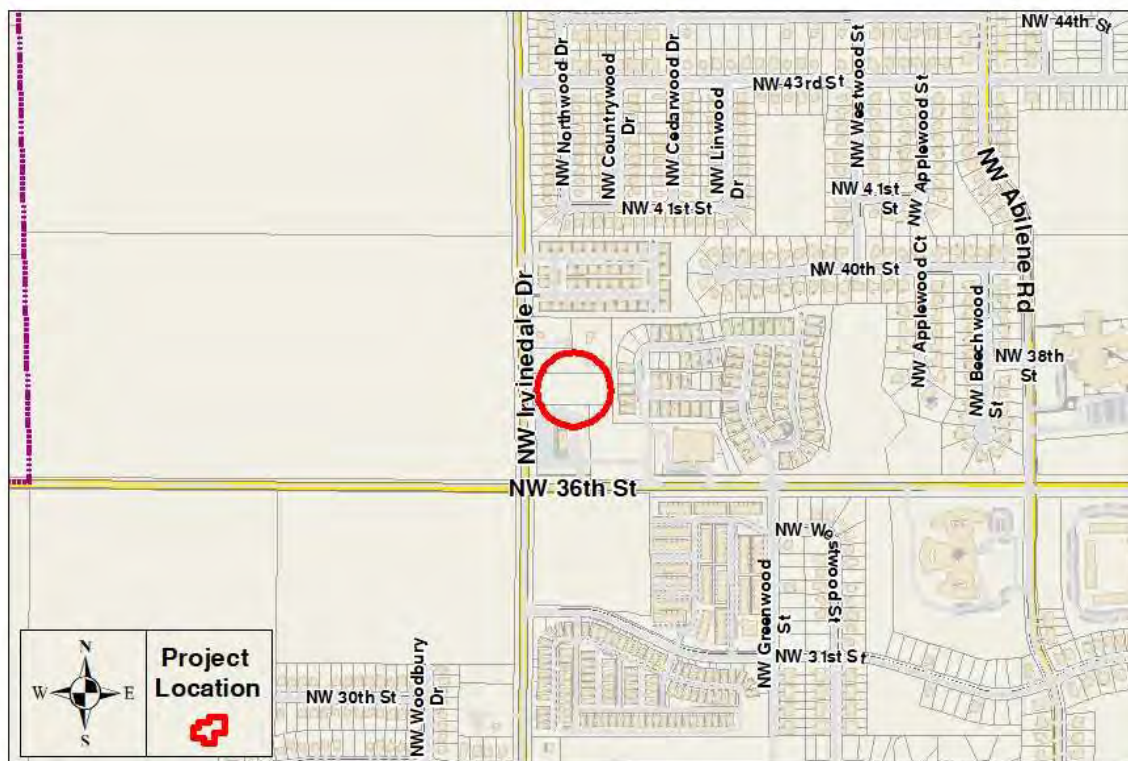 NW 44th St
NW 43rd St
NW Northwood Dr
NW Countrywood
Dr
NW Cedarwood Dr
NW Linwood
Dr
NW Westwood St
NW Applewood St
NW 41st St
NW 41st
St
NW Abilene Rd
NW 40th St
NW Irvinedale Dr
NW Applewood Ct
NW Beechwood
St
NW 38th
St
NW 36th St
NW Westwood St
NW Greenwood
St
NW 31st St
NW 30th St
NW Woodbury
Dr
N
W
E
S
Project
Location